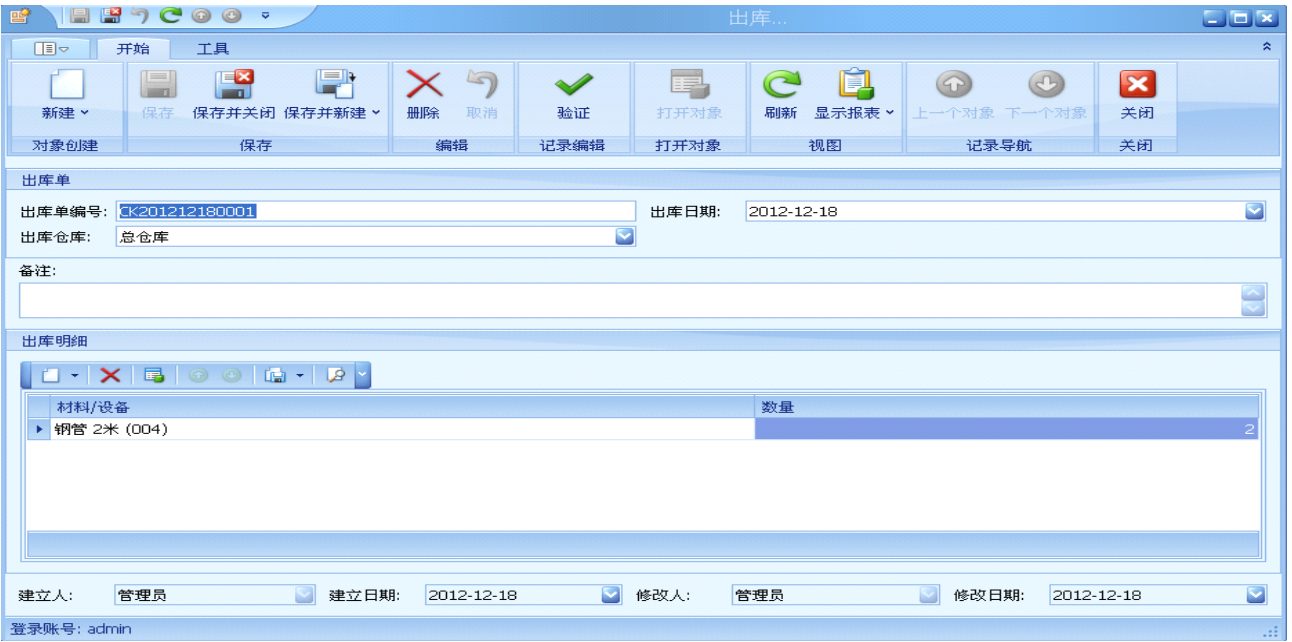 出库...
开始 工具
新建 保存 保存并关闭 保存并新建 删除 取消 验证 打开对象 刷新 显示报表 上一个对象 下一个对象 关闭
对象创建 保存 编辑 记录编辑 打开对象 视图 记录导航 关闭
出库单
出库单编号: CK201212180001 出库日期: 2012-12-18
出库仓库: 总仓库
备注:
出库明细
材料/设备 数量
钢管 2米 (004) 2
建立人: 管理员 建立日期: 2012-12-18 修改人: 管理员 修改日期: 2012-12-18
登录账号: admin